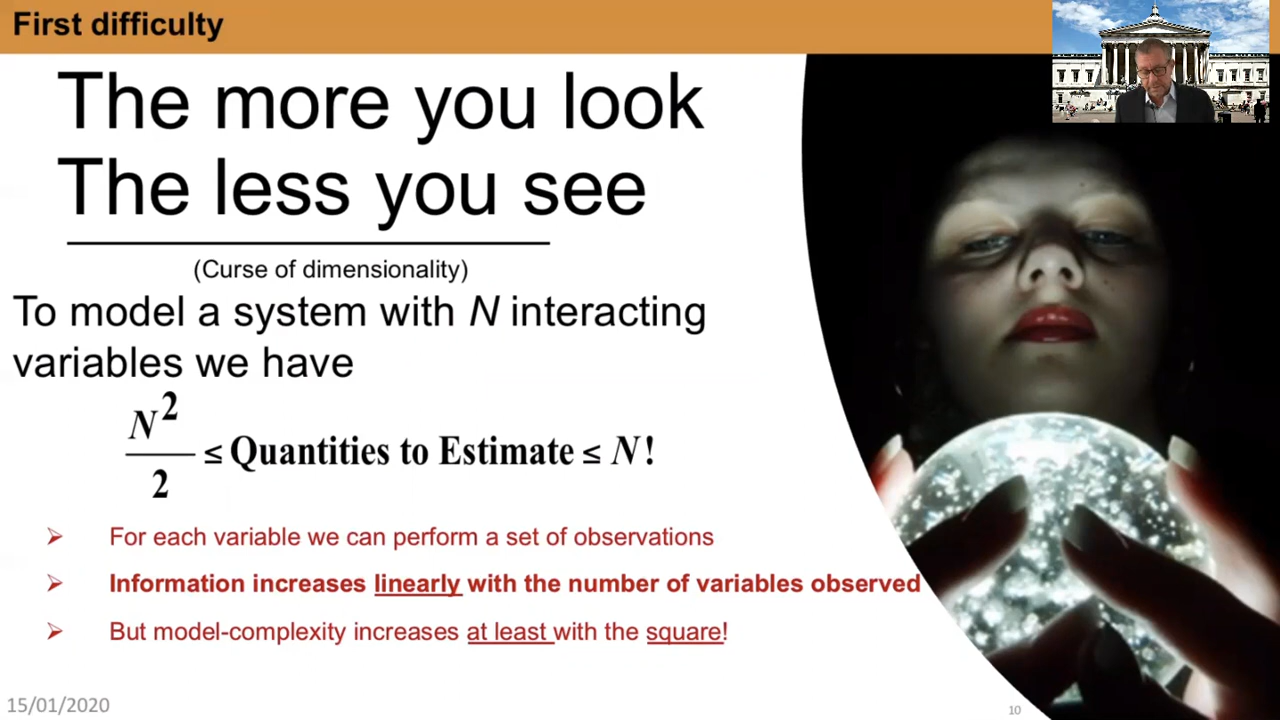 First difficulty
The more you look
The less you see
(Curse of dimensionality)
To model a system with N interacting
variables we have
N²/2 ≤ Quantities to Estimate ≤ N!
For each variable we can perform a set of observations
Information increases linearly with the number of variables observed
But model-complexity increases at least with the square!
15/01/2020
10